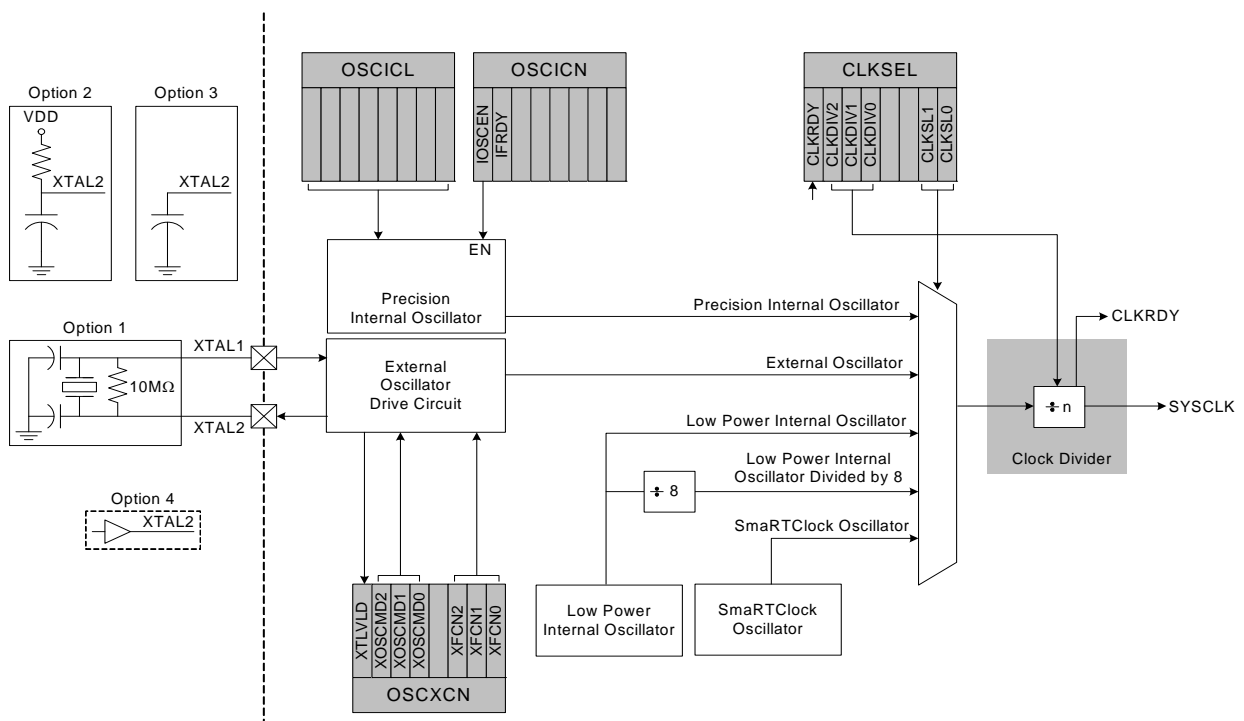 OSCICL
OSCICN
CLKSEL
IOSCEN
IFRDY
CLKRDY
CLKDIV2
CLKDIV1
CLKDIV0
CLKSL1
CLKSL0
Option 2
VDD
XTAL2
Option 3
XTAL2
EN
Precision
Internal Oscillator
Precision Internal Oscillator
CLKRDY
Option 1
XTAL1
10MΩ
XTAL2
External
Oscillator
Drive Circuit
External Oscillator
÷ n
SYSCLK
Clock Divider
Low Power Internal Oscillator
Low Power Internal
Oscillator Divided by 8
÷ 8
SmaRTClock Oscillator
Option 4
XTAL2
Low Power
Internal Oscillator
SmaRTClock
Oscillator
XTLVLD
XOSCMD2
XOSCMD1
XOSCMD0
XFCN2
XFCN1
XFCN0
OSCXCN